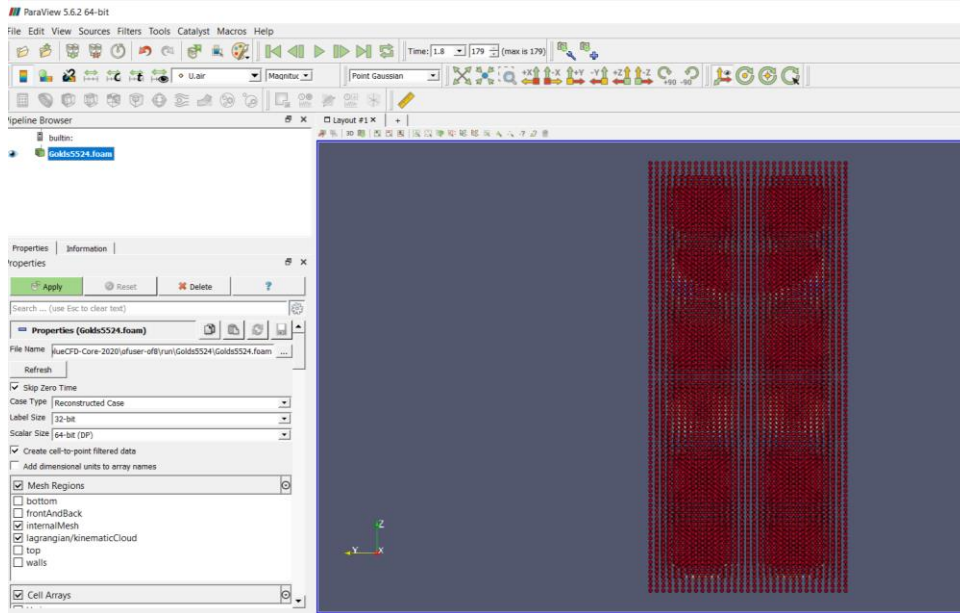 ParaView 5.6.2 64-bit
File Edit View Sources Filters Tools Catalyst Macros Help
Time: 1.8 179 (max is 179)
U.air Magnituc Point Gaussian
+X -X +Y -Y +Z -Z +90 -90
Pipeline Browser
Layout #1 +
3D
builtin:
Golds5524.foam
Properties Information
Properties
Apply Reset Delete ?
Search ... (use Esc to clear text)
Properties (Golds5524.foam)
File Name lueCFD-Core-2020\ofuser-of8\run\Golds5524\Golds5524.foam ...
Refresh
Skip Zero Time
Case Type Reconstructed Case
Label Size 32-bit
Scalar Size 64-bit (DP)
Create cell-to-point filtered data
Add dimensional units to array names
Mesh Regions
bottom
frontAndBack
internalMesh
lagrangian/kinematicCloud
top
walls
Cell Arrays
Z
Y X